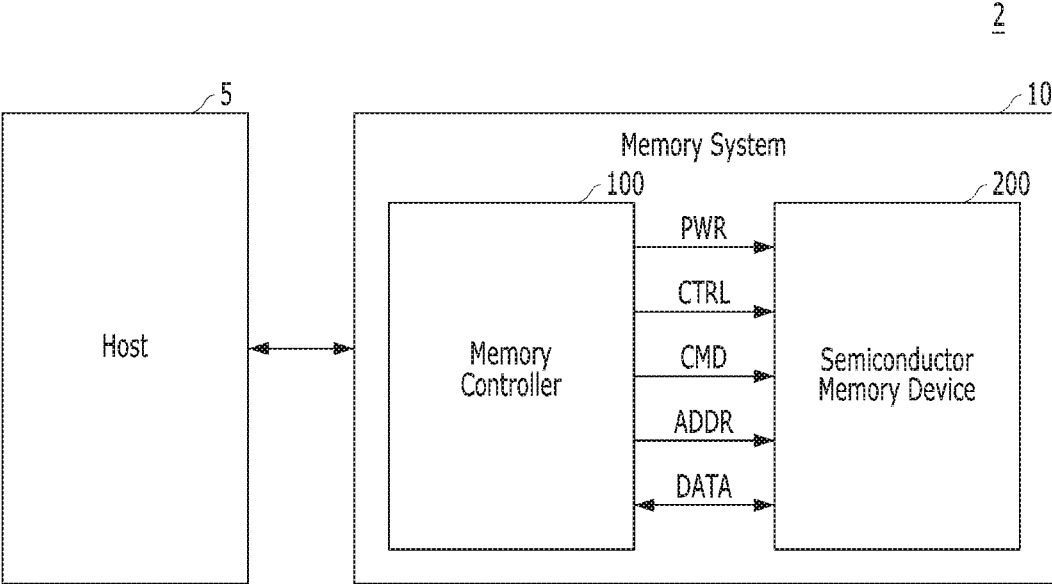 2
5
10
Memory System
100
200
PWR
CTRL
Host
Memory
Controller
CMD
Semiconductor
Memory Device
ADDR
DATA